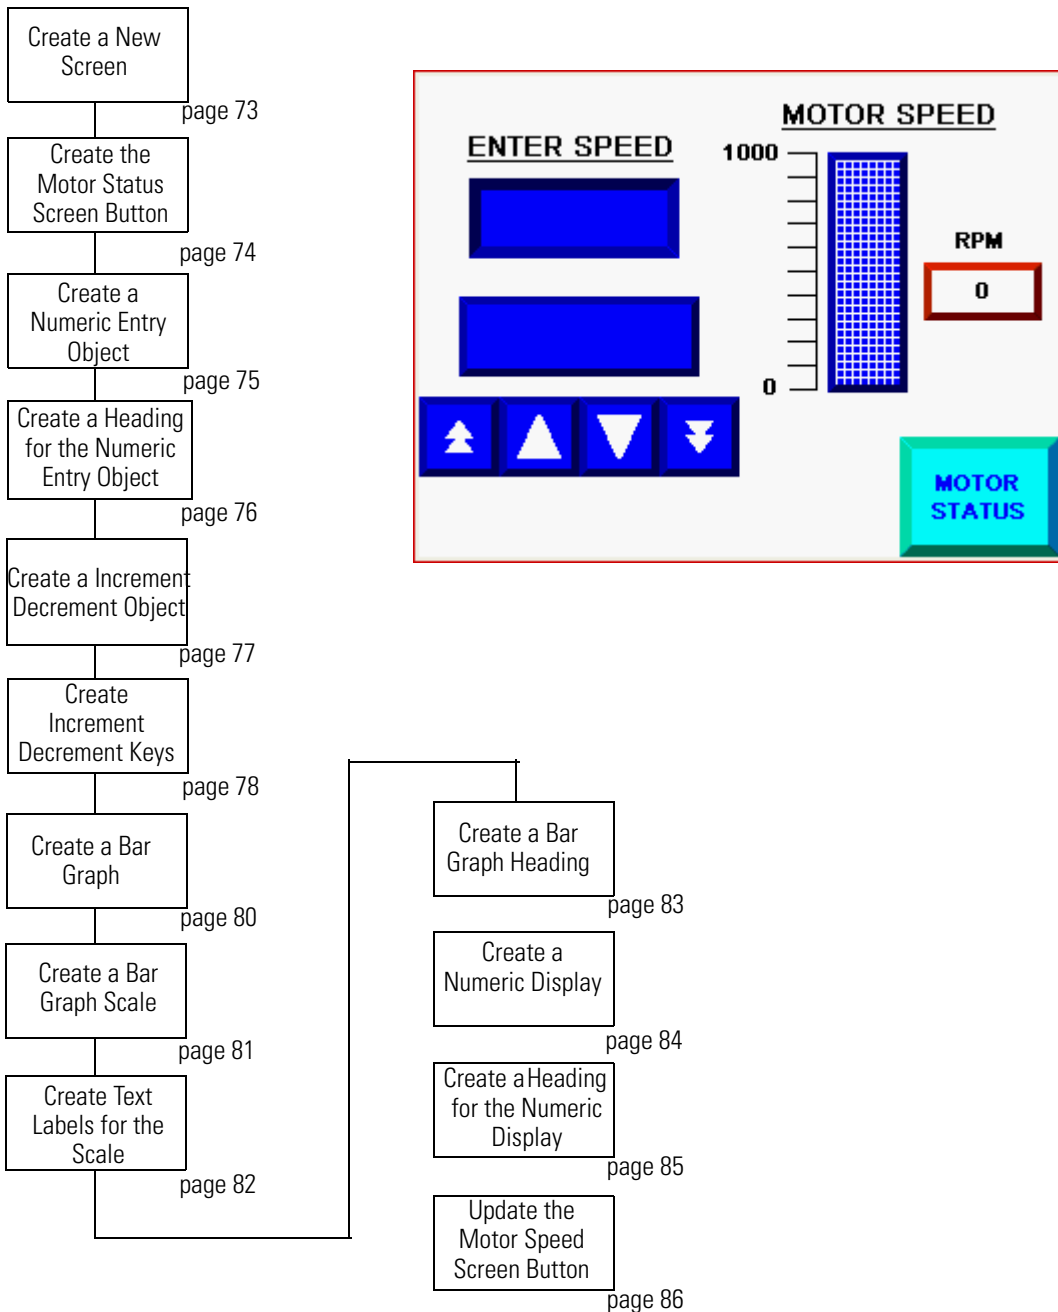 Create a New
Screen
page 73
Create the
Motor Status
Screen Button
page 74
Create a
Numeric Entry
Object
page 75
Create a Heading
for the Numeric
Entry Object
page 76
Create a Increment
Decrement Object
page 77
Create
Increment
Decrement Keys
page 78
Create a Bar
Graph
page 80
Create a Bar
Graph Scale
page 81
Create Text
Labels for the
Scale
page 82
Create a Bar
Graph Heading
page 83
Create a
Numeric Display
page 84
Create a Heading
for the Numeric
Display
page 85
Update the
Motor Speed
Screen Button
page 86
ENTER SPEED
MOTOR SPEED
1000
0
RPM
0
MOTOR
STATUS